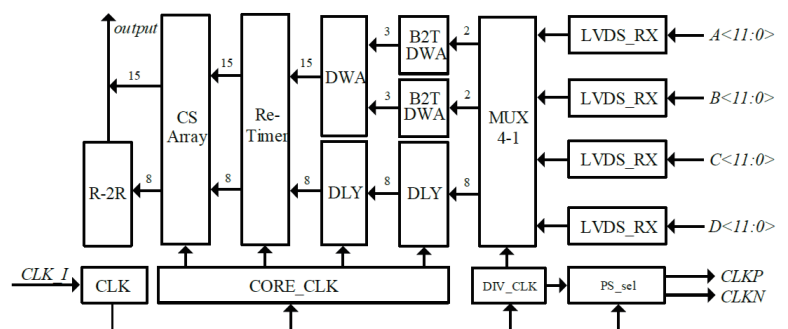 output
15
R-2R
8
CS
Array
15
8
Re-
Timer
15
8
DWA
3
3
B2T
DWA
B2T
DWA
2
2
DLY
8
DLY
8
MUX
4-1
LVDS_RX
A<11:0>
LVDS_RX
B<11:0>
LVDS_RX
C<11:0>
LVDS_RX
D<11:0>
CLK_I
CLK
CORE_CLK
DIV_CLK
PS_sel
CLKP
CLKN